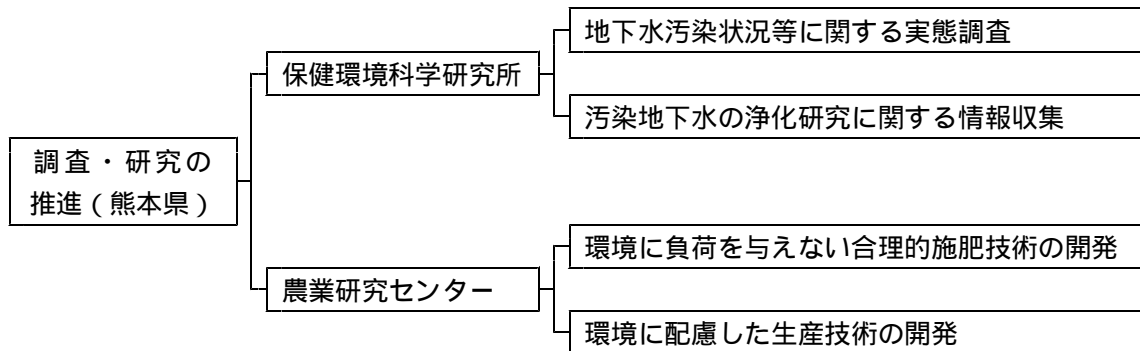 調査・研究の
推進（熊本県）
保健環境科学研究所
地下水汚染状況等に関する実態調査
汚染地下水の浄化研究に関する情報収集
農業研究センター
環境に負荷を与えない合理的施肥技術の開発
環境に配慮した生産技術の開発